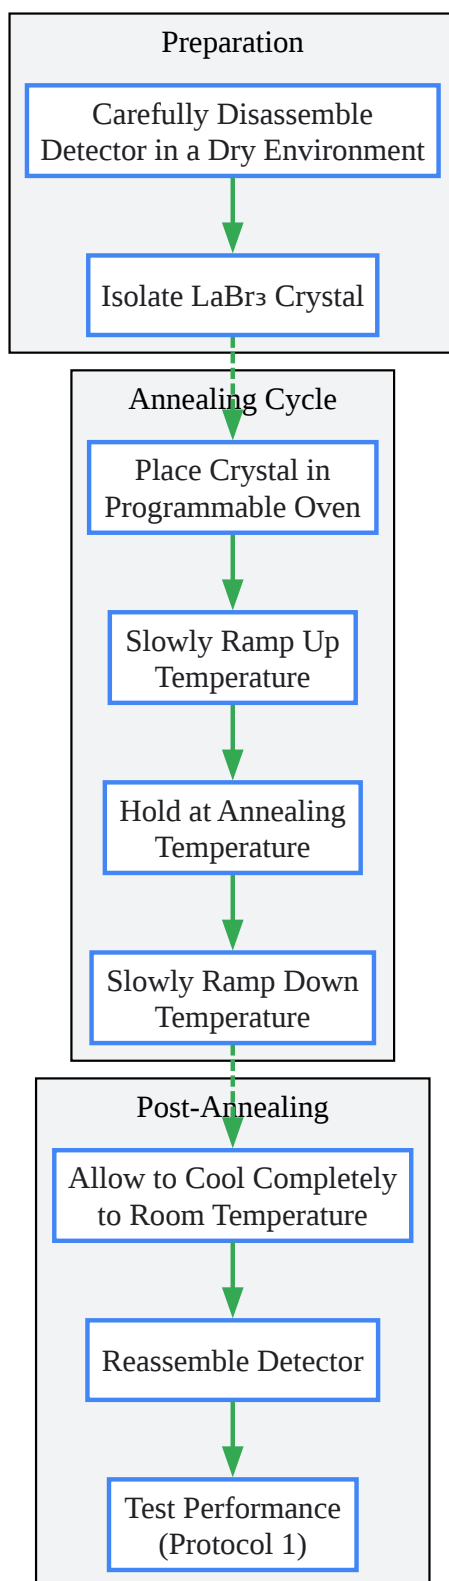 Preparation
Carefully Disassemble
Detector in a Dry Environment
Isolate LaBr₃ Crystal
Annealing Cycle
Place Crystal in
Programmable Oven
Slowly Ramp Up
Temperature
Hold at Annealing
Temperature
Slowly Ramp Down
Temperature
Post-Annealing
Allow to Cool Completely
to Room Temperature
Reassemble Detector
Test Performance
(Protocol 1)